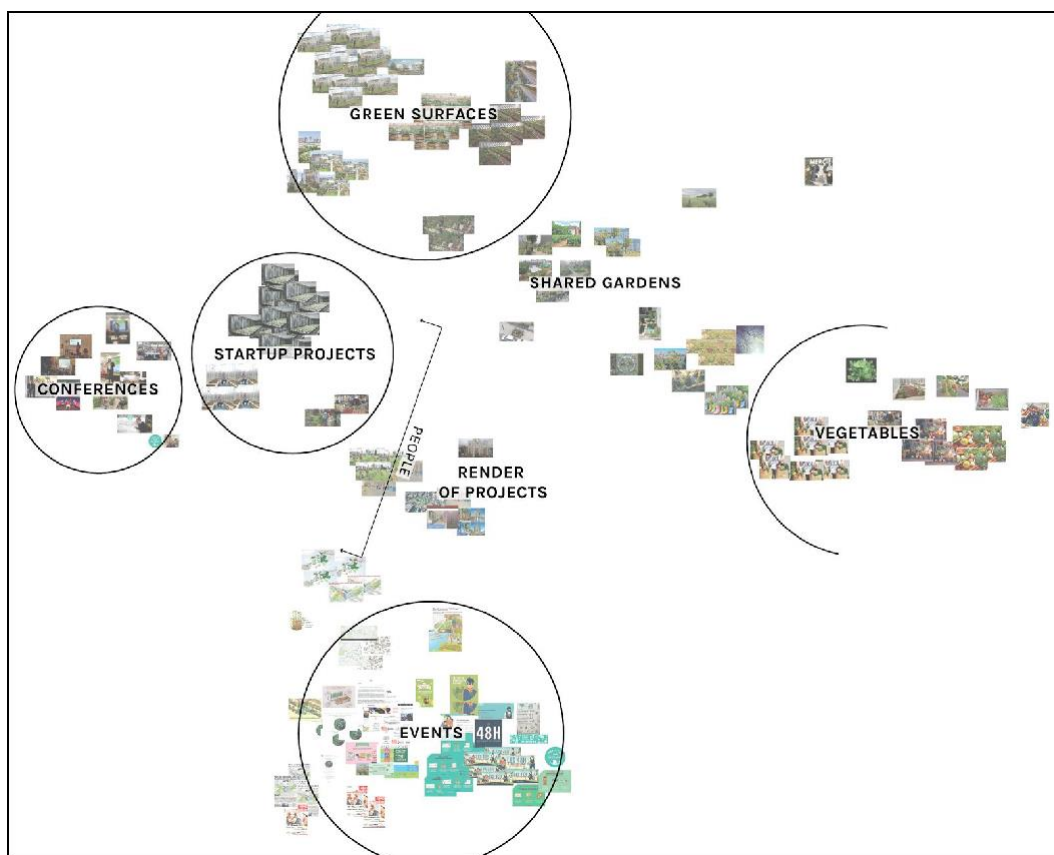 GREEN SURFACES
SHARED GARDENS
STARTUP PROJECTS
CONFERENCES
PEOPLE
VEGETABLES
RENDER
OF PROJECTS
EVENTS
48H